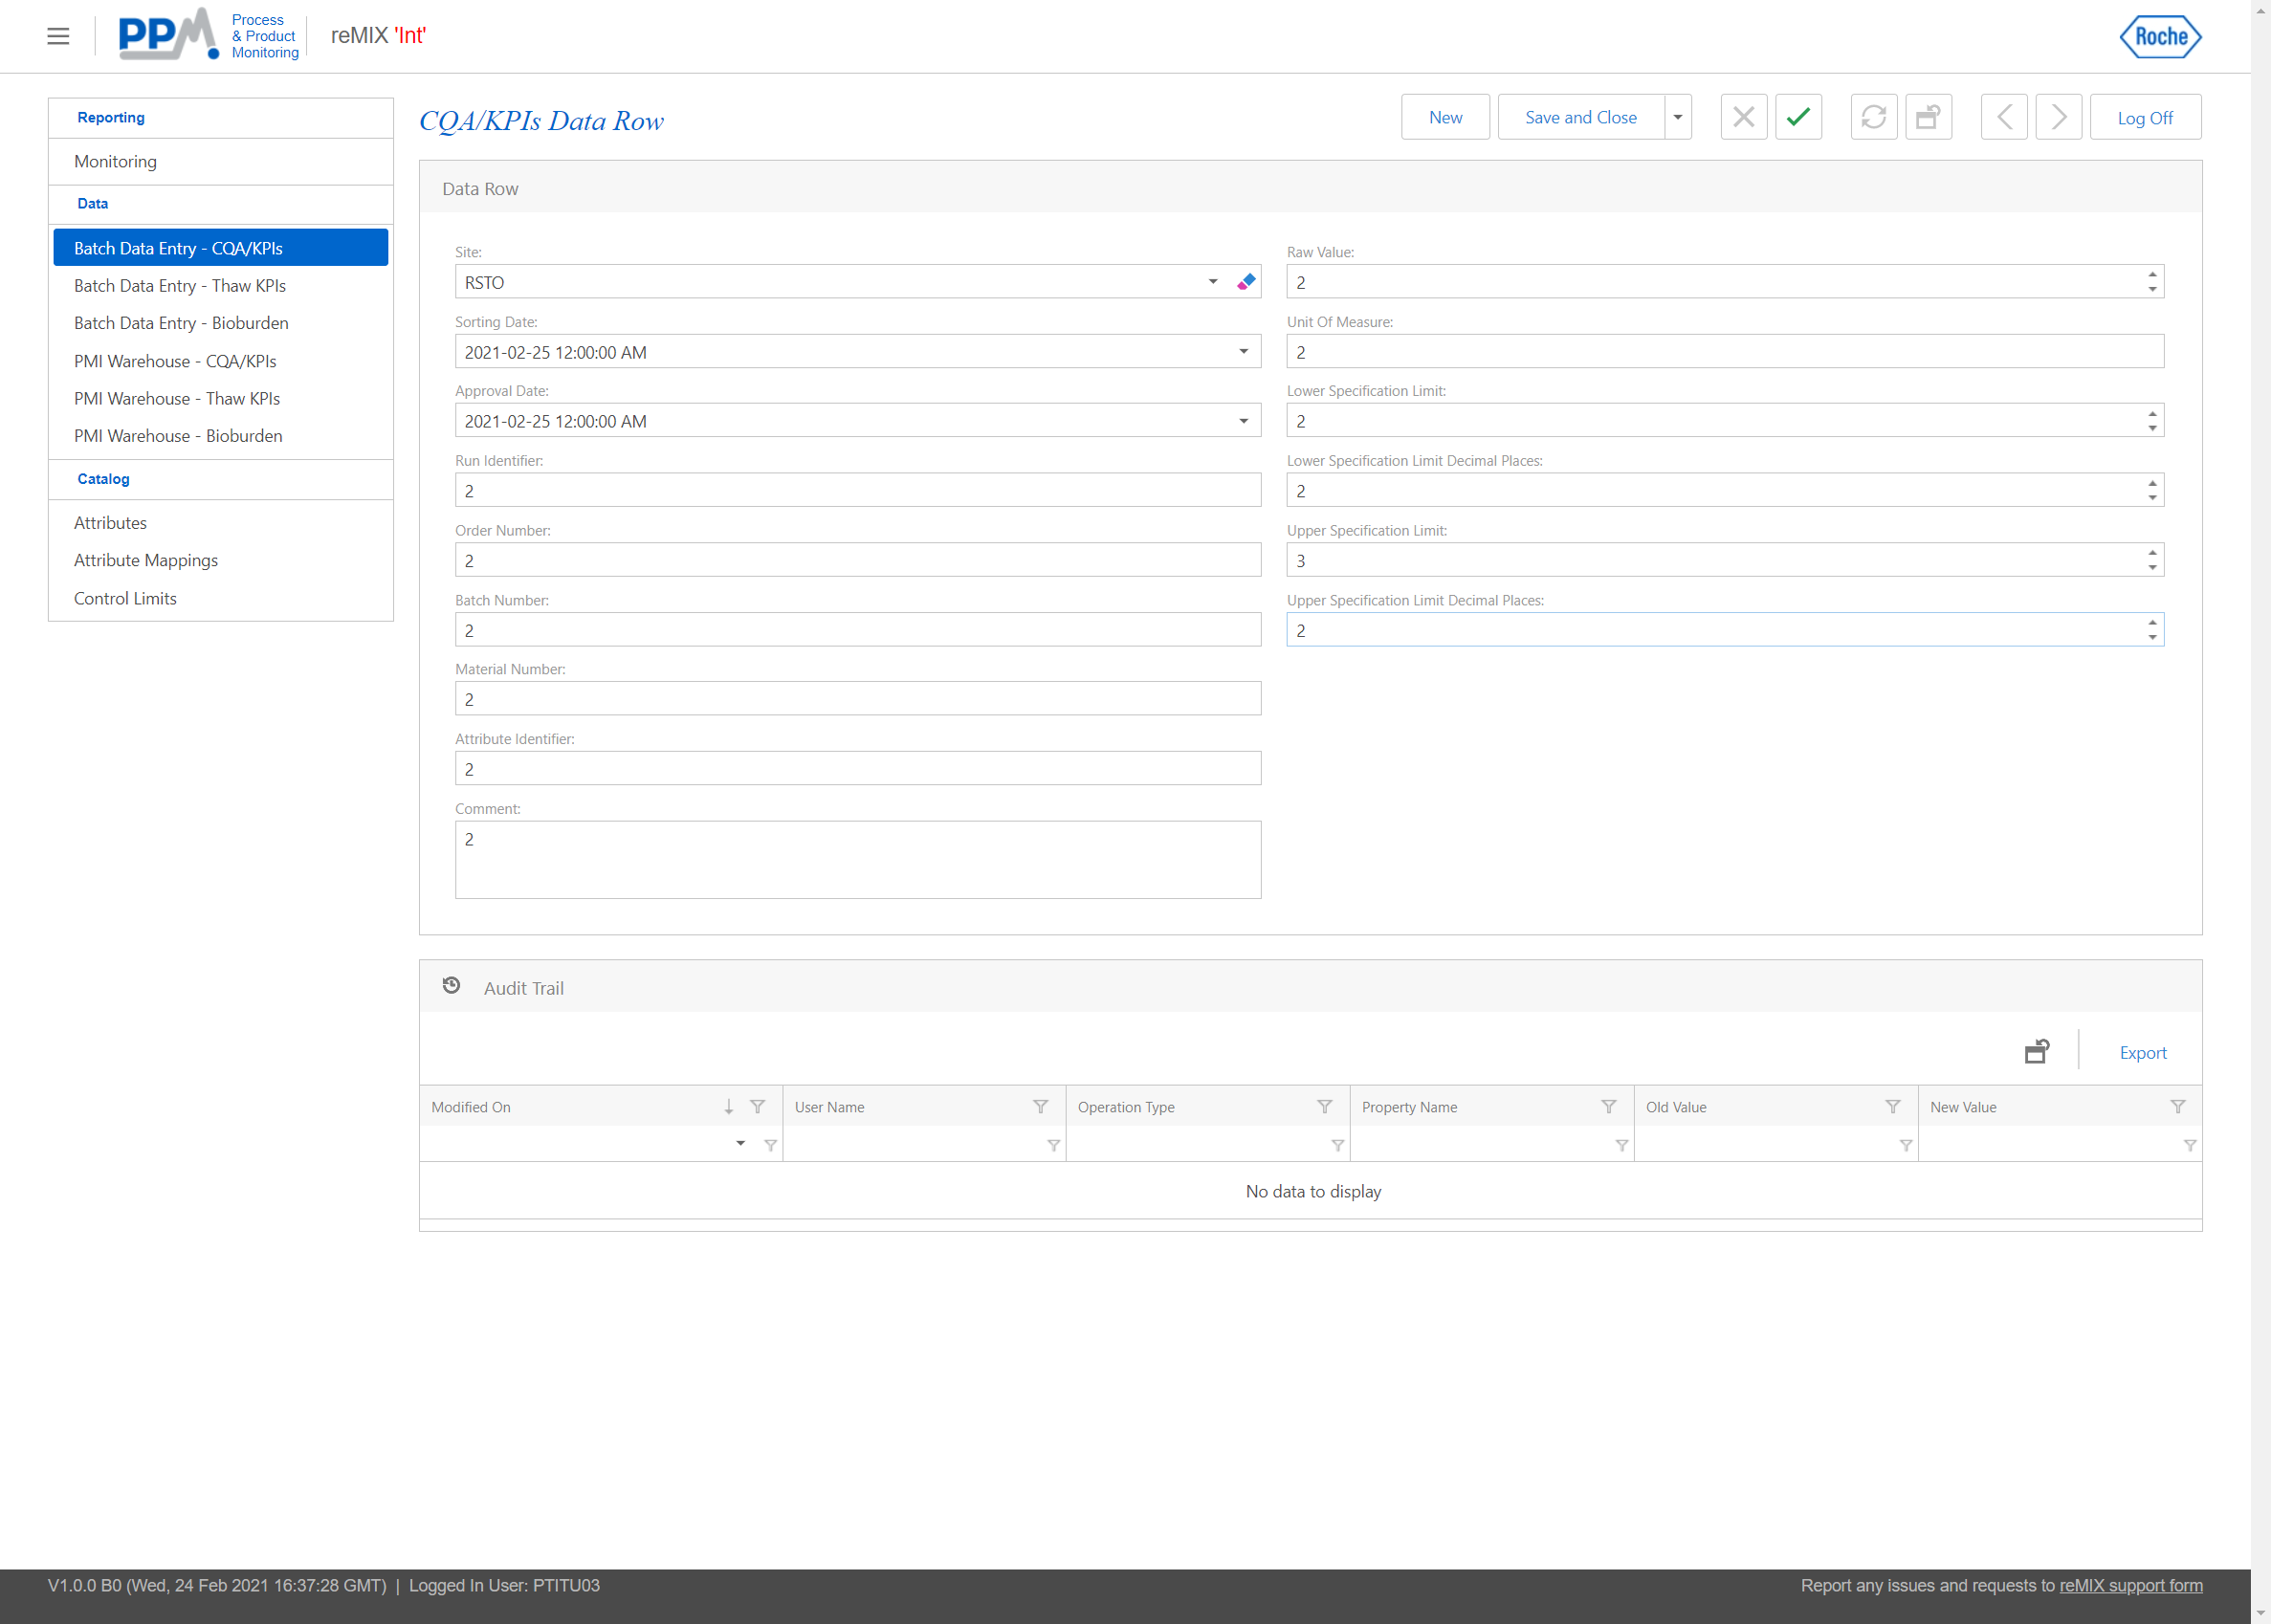 PPM
Process
& Product
Monitoring
reMIX 'Int'
Roche
Reporting
Monitoring
Data
Batch Data Entry - CQA/KPIs
Batch Data Entry - Thaw KPIs
Batch Data Entry - Bioburden
PMI Warehouse - CQA/KPIs
PMI Warehouse - Thaw KPIs
PMI Warehouse - Bioburden
Catalog
Attributes
Attribute Mappings
Control Limits
CQA/KPIs Data Row
New
Save and Close
Log Off
Data Row
Site:
RSTO
Sorting Date:
2021-02-25 12:00:00 AM
Approval Date:
2021-02-25 12:00:00 AM
Run Identifier:
2
Order Number:
2
Batch Number:
2
Material Number:
2
Attribute Identifier:
2
Comment:
2
Raw Value:
2
Unit Of Measure:
2
Lower Specification Limit:
2
Lower Specification Limit Decimal Places:
2
Upper Specification Limit:
3
Upper Specification Limit Decimal Places:
2
Audit Trail
Export
Modified On User Name Operation Type Property Name Old Value New Value
No data to display
V1.0.0 B0 (Wed, 24 Feb 2021 16:37:28 GMT) | Logged In User: PTITU03
Report any issues and requests to reMIX support form